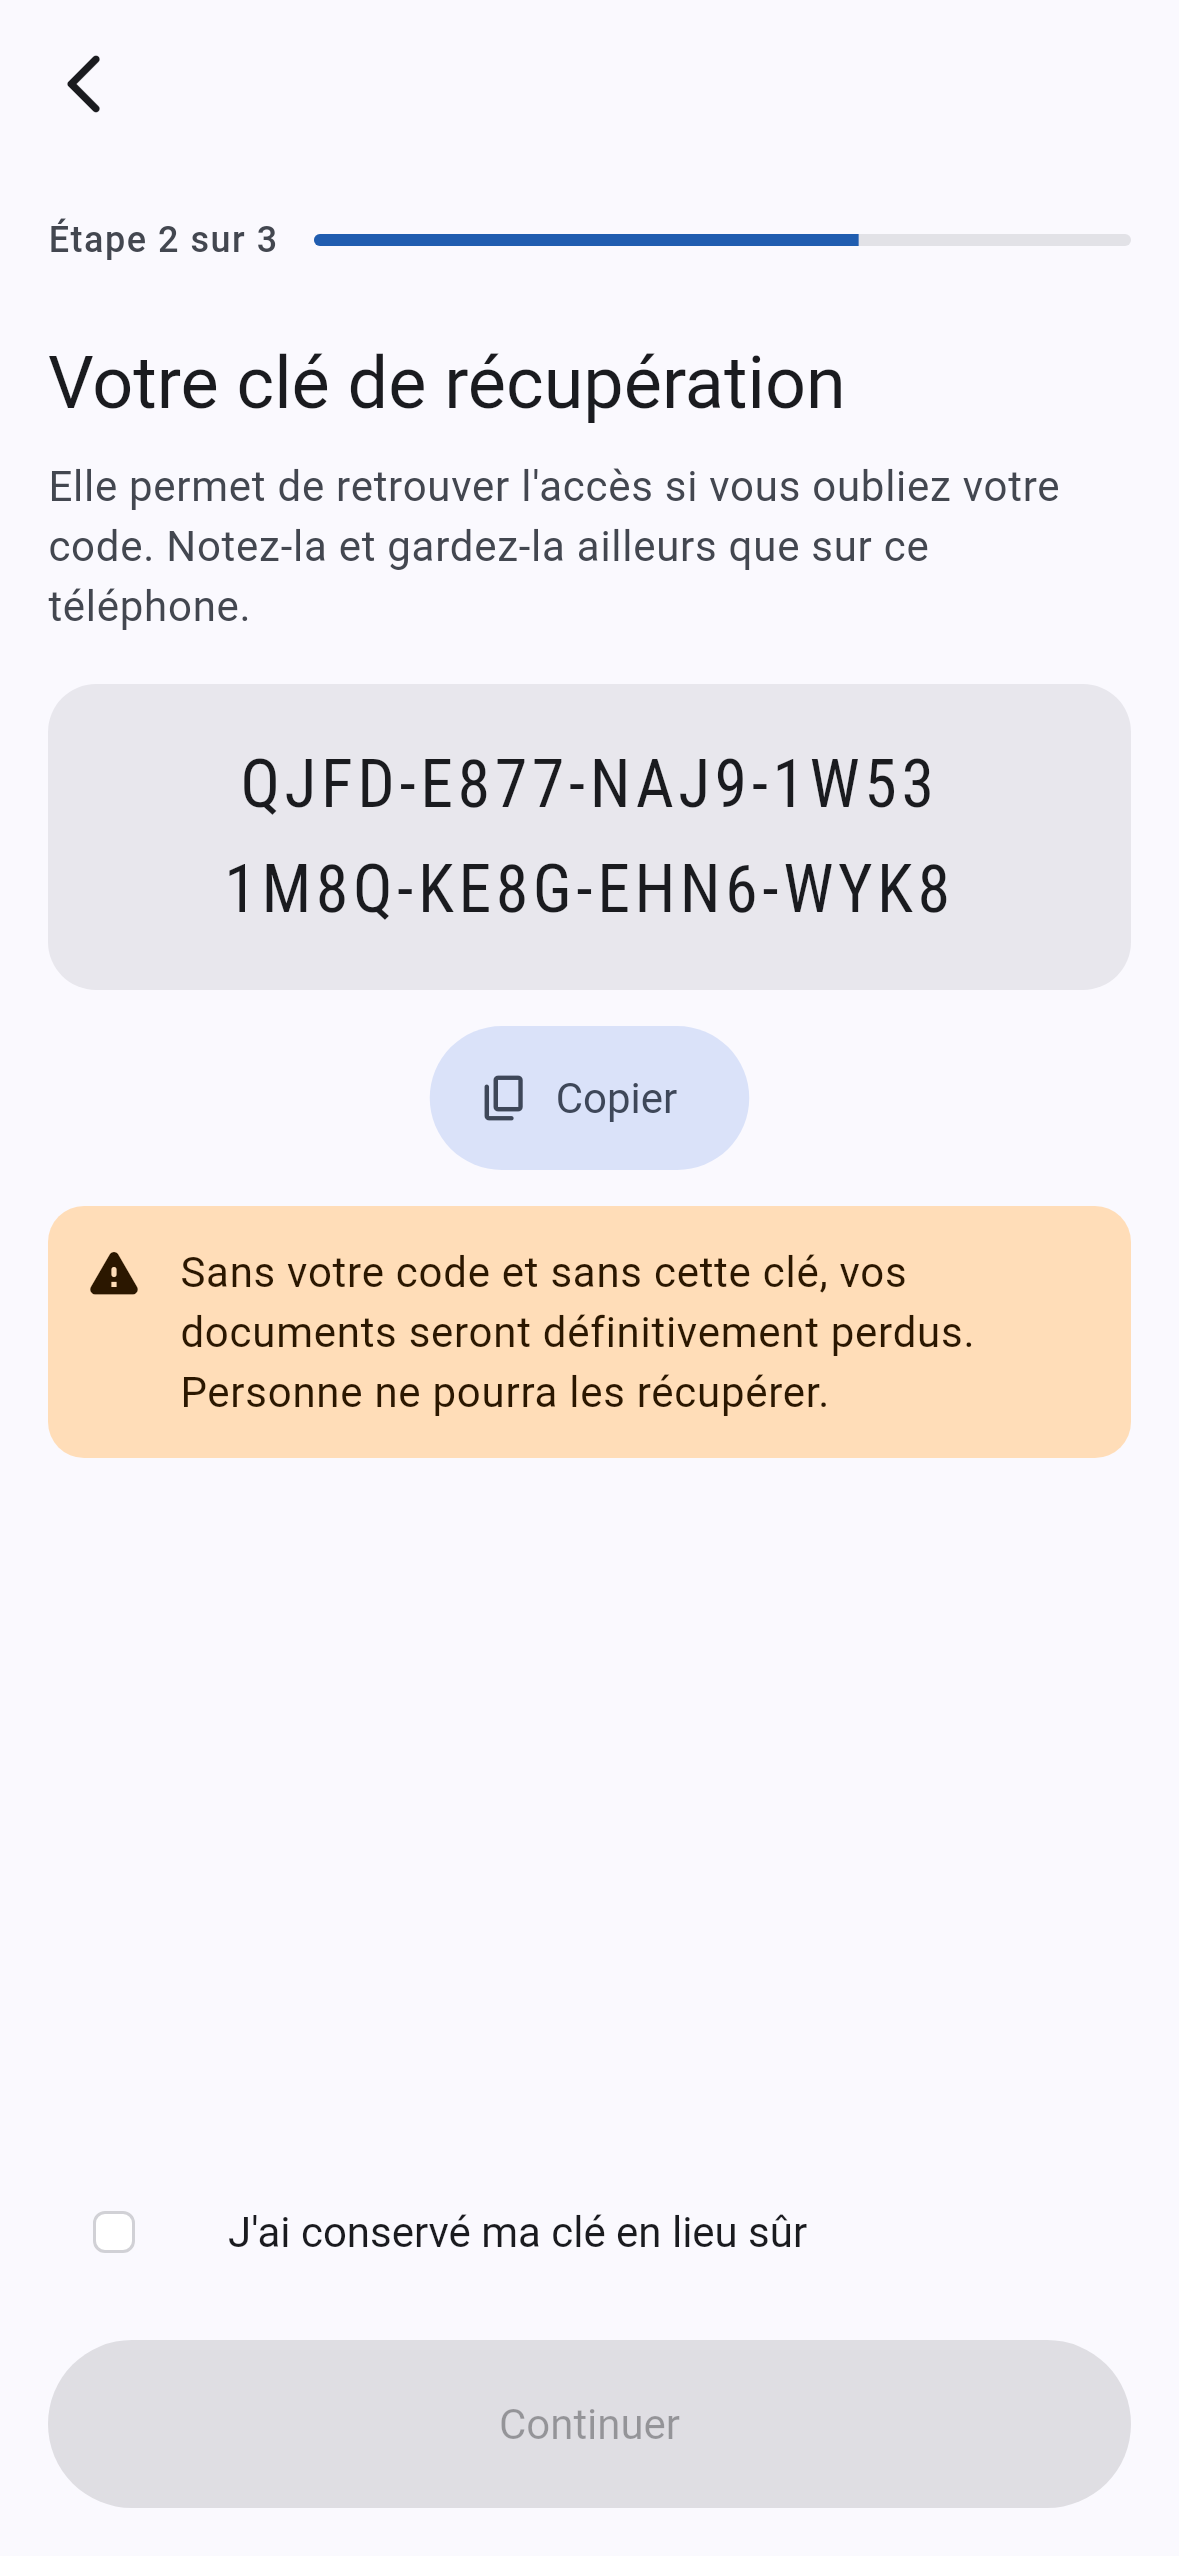 Étape 2 sur 3
Votre clé de récupération
Elle permet de retrouver l'accès si vous oubliez votre
code. Notez-la et gardez-la ailleurs que sur ce
téléphone.
QJFD-E877-NAJ9-1W53
1M8Q-KE8G-EHN6-WYK8
Copier
Sans votre code et sans cette clé, vos
documents seront définitivement perdus.
Personne ne pourra les récupérer.
J'ai conservé ma clé en lieu sûr
Continuer